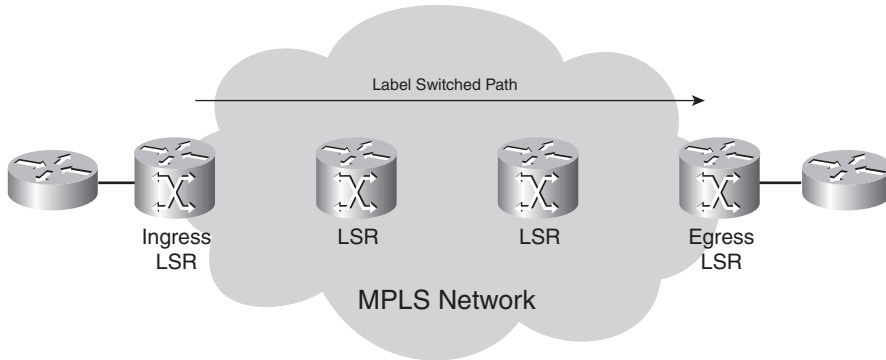 Label Switched Path
Ingress
LSR
LSR
LSR
Egress
LSR
MPLS Network